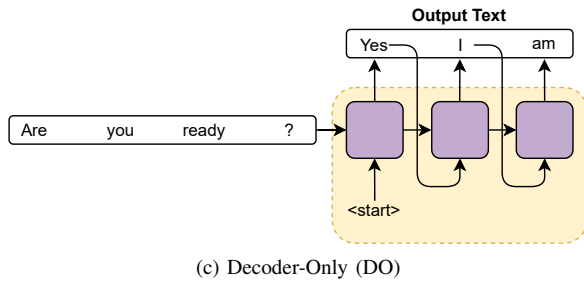 Output Text
Yes I am
Are you ready ?
<start>
(c) Decoder-Only (DO)